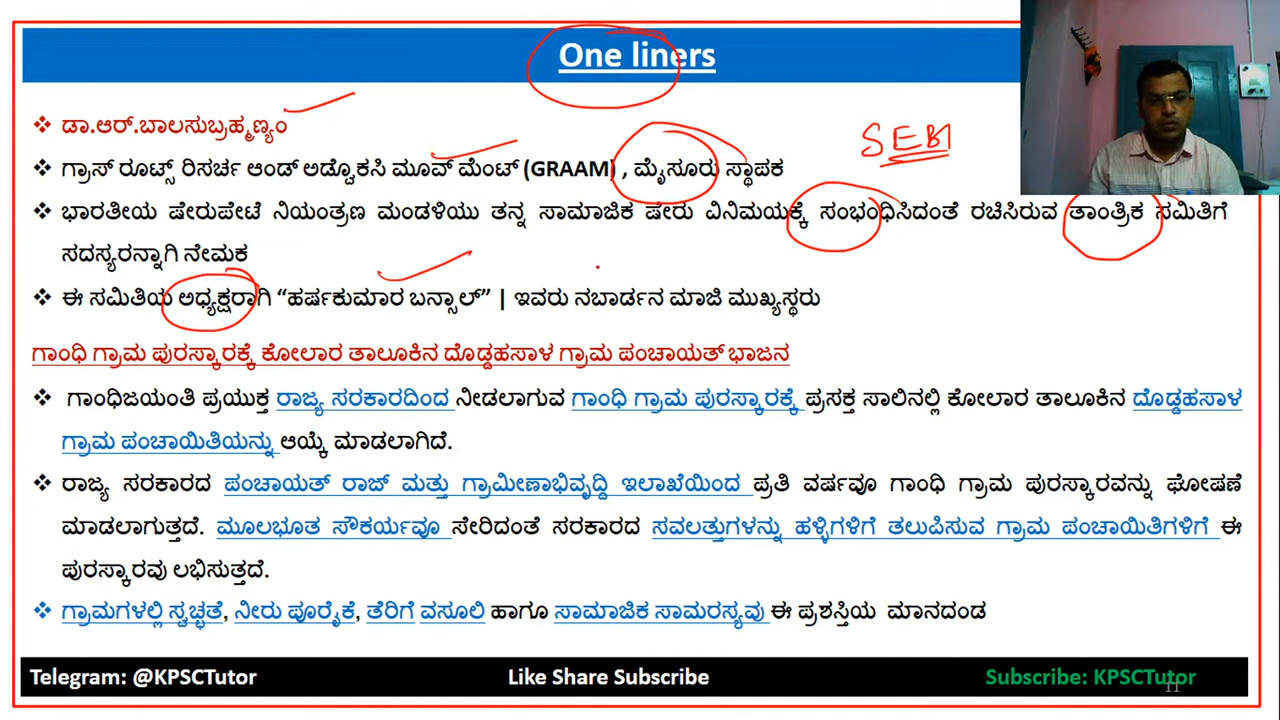 One liners
❖ ಡಾ.ಆರ್.ಬಾಲಸುಬ್ರಹ್ಮಣ್ಯಂ
SEBI
❖ ಗ್ರಾಸ್ ರೂಟ್ಸ್ ರಿಸರ್ಚ ಆಂಡ್ ಅಡ್ವೊಕಸಿ ಮೂವ್ ಮೆಂಟ್ (GRAAM) , ಮೈಸೂರು ಸ್ಥಾಪಕ
❖ ಭಾರತೀಯ ಷೇರುಪೇಟೆ ನಿಯಂತ್ರಣ ಮಂಡಳಿಯು ತನ್ನ ಸಾಮಾಜಿಕ ಷೇರು ವಿನಿಮಯಕ್ಕೆ ಸಂಭಂಧಿಸಿದಂತೆ ರಚಿಸಿರುವ ತಾಂತ್ರಿಕ ಸಮಿತಿಗೆ
ಸದಸ್ಯರನ್ನಾಗಿ ನೇಮಕ
❖ ಈ ಸಮಿತಿಯ ಅಧ್ಯಕ್ಷರಾಗಿ “ಹರ್ಷಕುಮಾರ ಬನ್ಸಾಲ್” | ಇವರು ನಬಾರ್ಡನ ಮಾಜಿ ಮುಖ್ಯಸ್ಥರು
ಗಾಂಧಿ ಗ್ರಾಮ ಪುರಸ್ಕಾರಕ್ಕೆ ಕೋಲಾರ ತಾಲೂಕಿನ ದೊಡ್ಡಹಸಾಳ ಗ್ರಾಮ ಪಂಚಾಯತ್ ಭಾಜನ
❖ ಗಾಂಧಿಜಯಂತಿ ಪ್ರಯುಕ್ತ ರಾಜ್ಯ ಸರಕಾರದಿಂದ ನೀಡಲಾಗುವ ಗಾಂಧಿ ಗ್ರಾಮ ಪುರಸ್ಕಾರಕ್ಕೆ ಪ್ರಸಕ್ತ ಸಾಲಿನಲ್ಲಿ ಕೋಲಾರ ತಾಲೂಕಿನ ದೊಡ್ಡಹಸಾಳ
ಗ್ರಾಮ ಪಂಚಾಯಿತಿಯನ್ನು ಆಯ್ಕೆ ಮಾಡಲಾಗಿದೆ.
❖ ರಾಜ್ಯ ಸರಕಾರದ ಪಂಚಾಯತ್ ರಾಜ್ ಮತ್ತು ಗ್ರಾಮೀಣಾಭಿವೃದ್ದಿ ಇಲಾಖೆಯಿಂದ ಪ್ರತಿ ವರ್ಷವೂ ಗಾಂಧಿ ಗ್ರಾಮ ಪುರಸ್ಕಾರವನ್ನು ಘೋಷಣೆ
ಮಾಡಲಾಗುತ್ತದೆ. ಮೂಲಭೂತ ಸೌಕರ್ಯವೂ ಸೇರಿದಂತೆ ಸರಕಾರದ ಸವಲತ್ತುಗಳನ್ನು ಹಳ್ಳಿಗಳಿಗೆ ತಲುಪಿಸುವ ಗ್ರಾಮ ಪಂಚಾಯಿತಿಗಳಿಗೆ ಈ
ಪುರಸ್ಕಾರವು ಲಭಿಸುತ್ತದೆ.
❖ ಗ್ರಾಮಗಳಲ್ಲಿ ಸ್ವಚ್ಛತೆ, ನೀರು ಪೂರೈಕೆ, ತೆರಿಗೆ ವಸೂಲಿ ಹಾಗೂ ಸಾಮಾಜಿಕ ಸಾಮರಸ್ಯವು ಈ ಪ್ರಶಸ್ತಿಯ ಮಾನದಂಡ
Telegram: @KPSCTutor Like Share Subscribe Subscribe: KPSCTutor
11